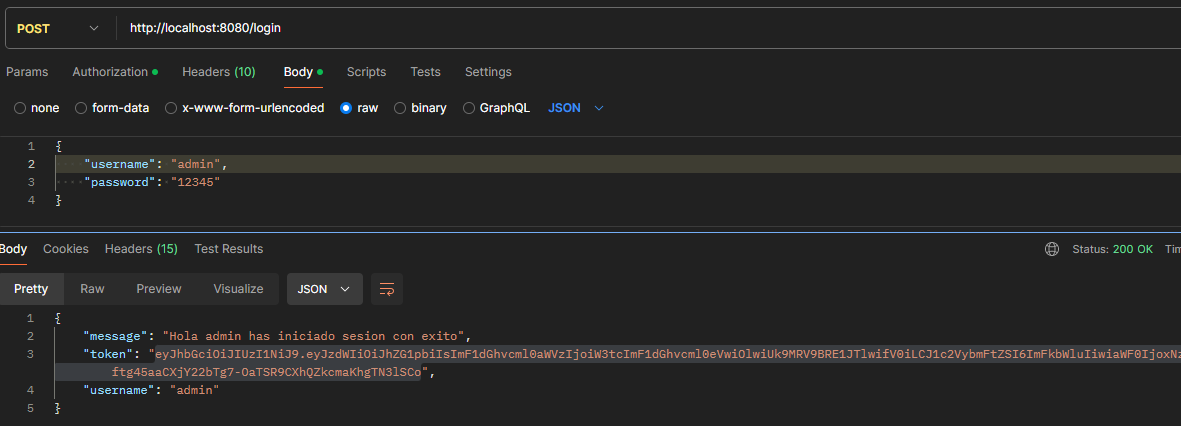 POST http://localhost:8080/login
Params Authorization Headers (10) Body Scripts Tests Settings
none form-data x-www-form-urlencoded raw binary GraphQL JSON
1 {
2 "username": "admin",
3 "password": "12345"
4 }
Body Cookies Headers (15) Test Results Status: 200 OK
Pretty Raw Preview Visualize JSON
1 {
2 "message": "Hola admin has iniciado sesion con exito",
3 "token": "eyJhbGciOiJIUzI1NiJ9.eyJzdWIiOiJhZG1pbiIsImF1dGhvcml0aWVzIjoiW3tcImF1dGhvcml0eVwiOlwiUk9MRV9BRE1JTlwifV0iLCJ1c2VybmFtZSI6ImFkbWluIiwiaWF0IjoxNz
ftg45aaCXjY22bTg7-OaTSR9CXhQZkcmaKhgTN3lSCo",
4 "username": "admin"
5 }